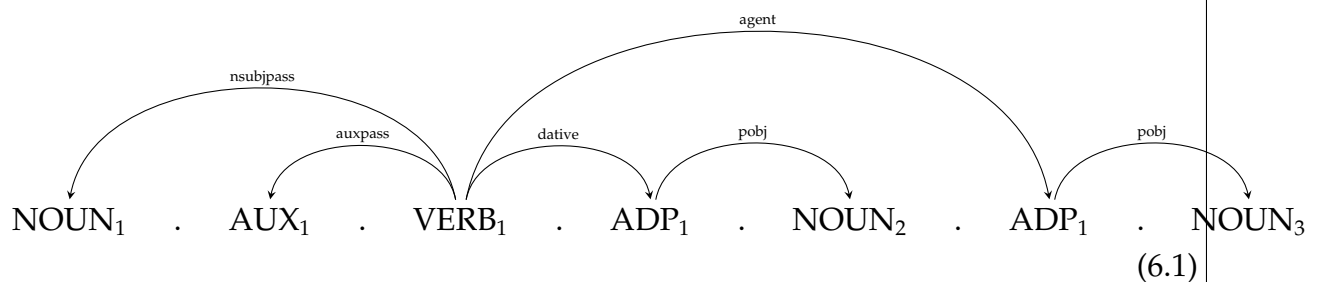 agent
nsubjpass
auxpass dative pobj pobj
NOUN₁ . AUX₁ . VERB₁ . ADP₁ . NOUN₂ . ADP₁ . NOUN₃
(6.1)